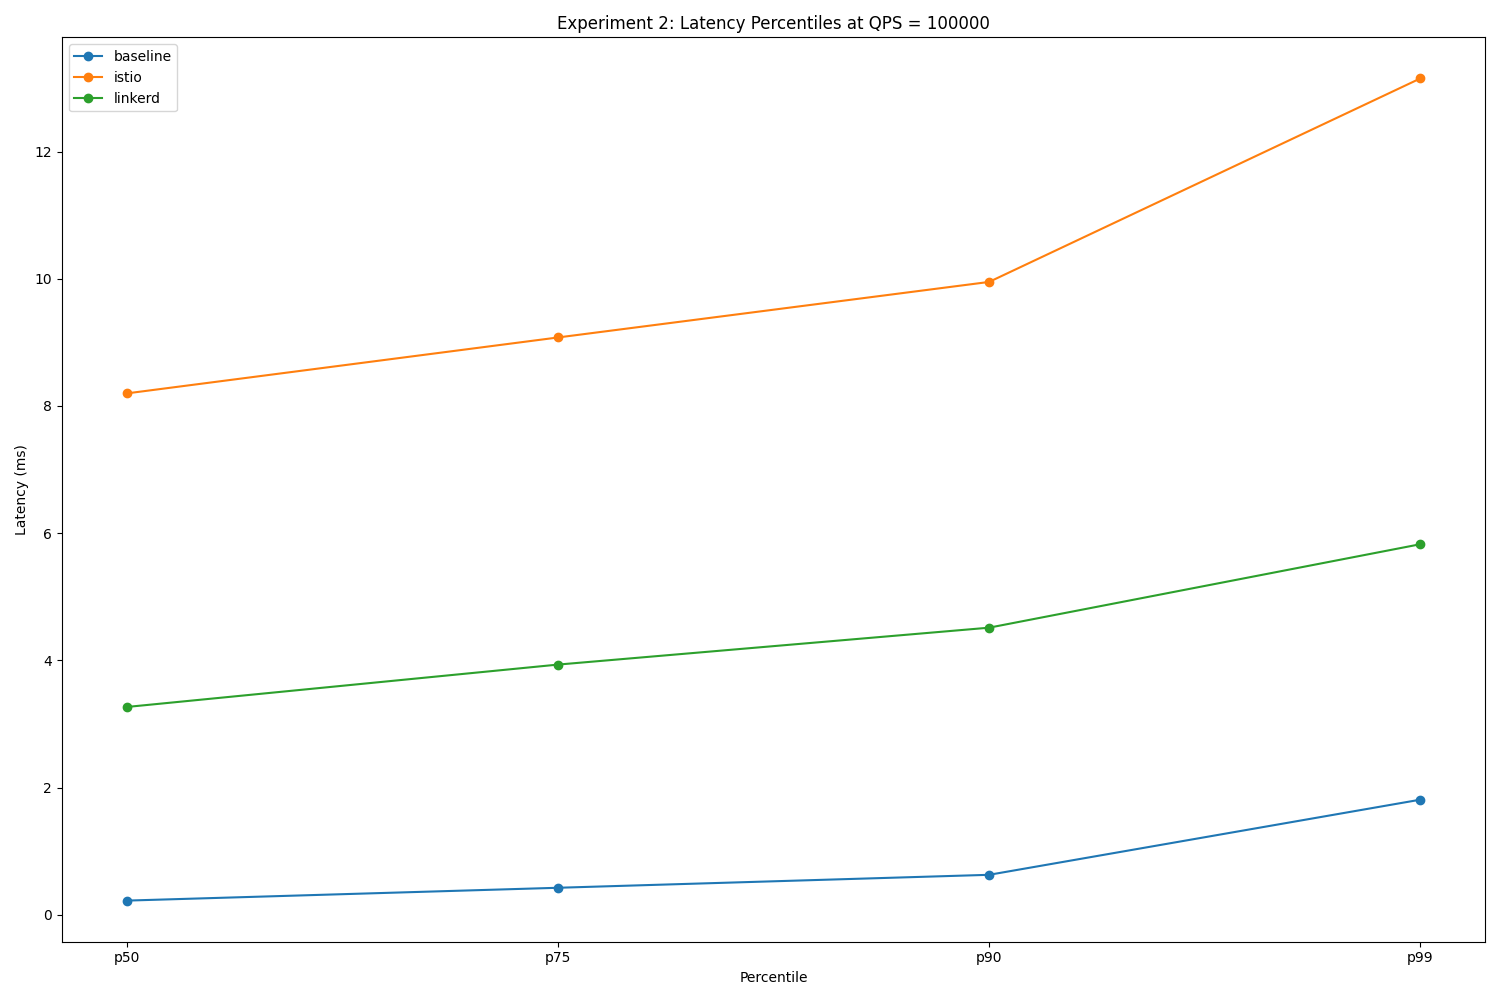 Experiment 2: Latency Percentiles at QPS = 100000
baseline
istio
linkerd
Latency (ms)
12
10
8
6
4
2
0
p50 p75 p90 p99
Percentile